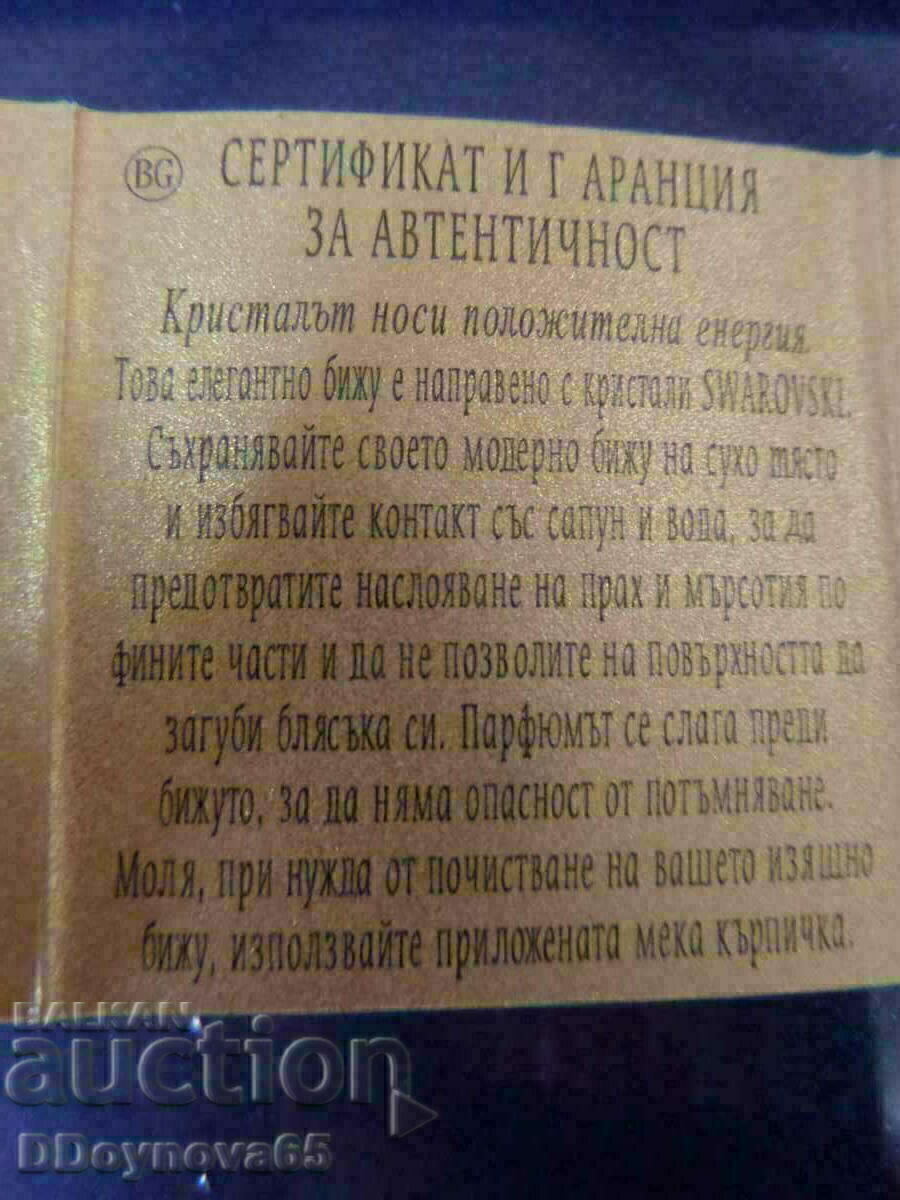 BG СЕРТИФИКАТ И Г АРАНЦИЯ
ЗА АВТЕНТИЧНОСТ
Кристалът носи положителна енергия.
Това елегантно бижу е направено с кристали SWAROVSKI.
Съхранявайте своето модерно бижу на сухо място
и избягвайте контакт със сапун и вода, за да
предотвратите наслояване на прах и мърсотия по
фините части и да не позволите на повърхността да
загуби блясъка си. Парфюмът се слага преди
бижуто, за да няма опасност от потъмняване.
Моля, при нужда от почистване на вашето изящно
бижу, използвайте приложената мека кърпичка.
BALKAN
auction
DDoynova65